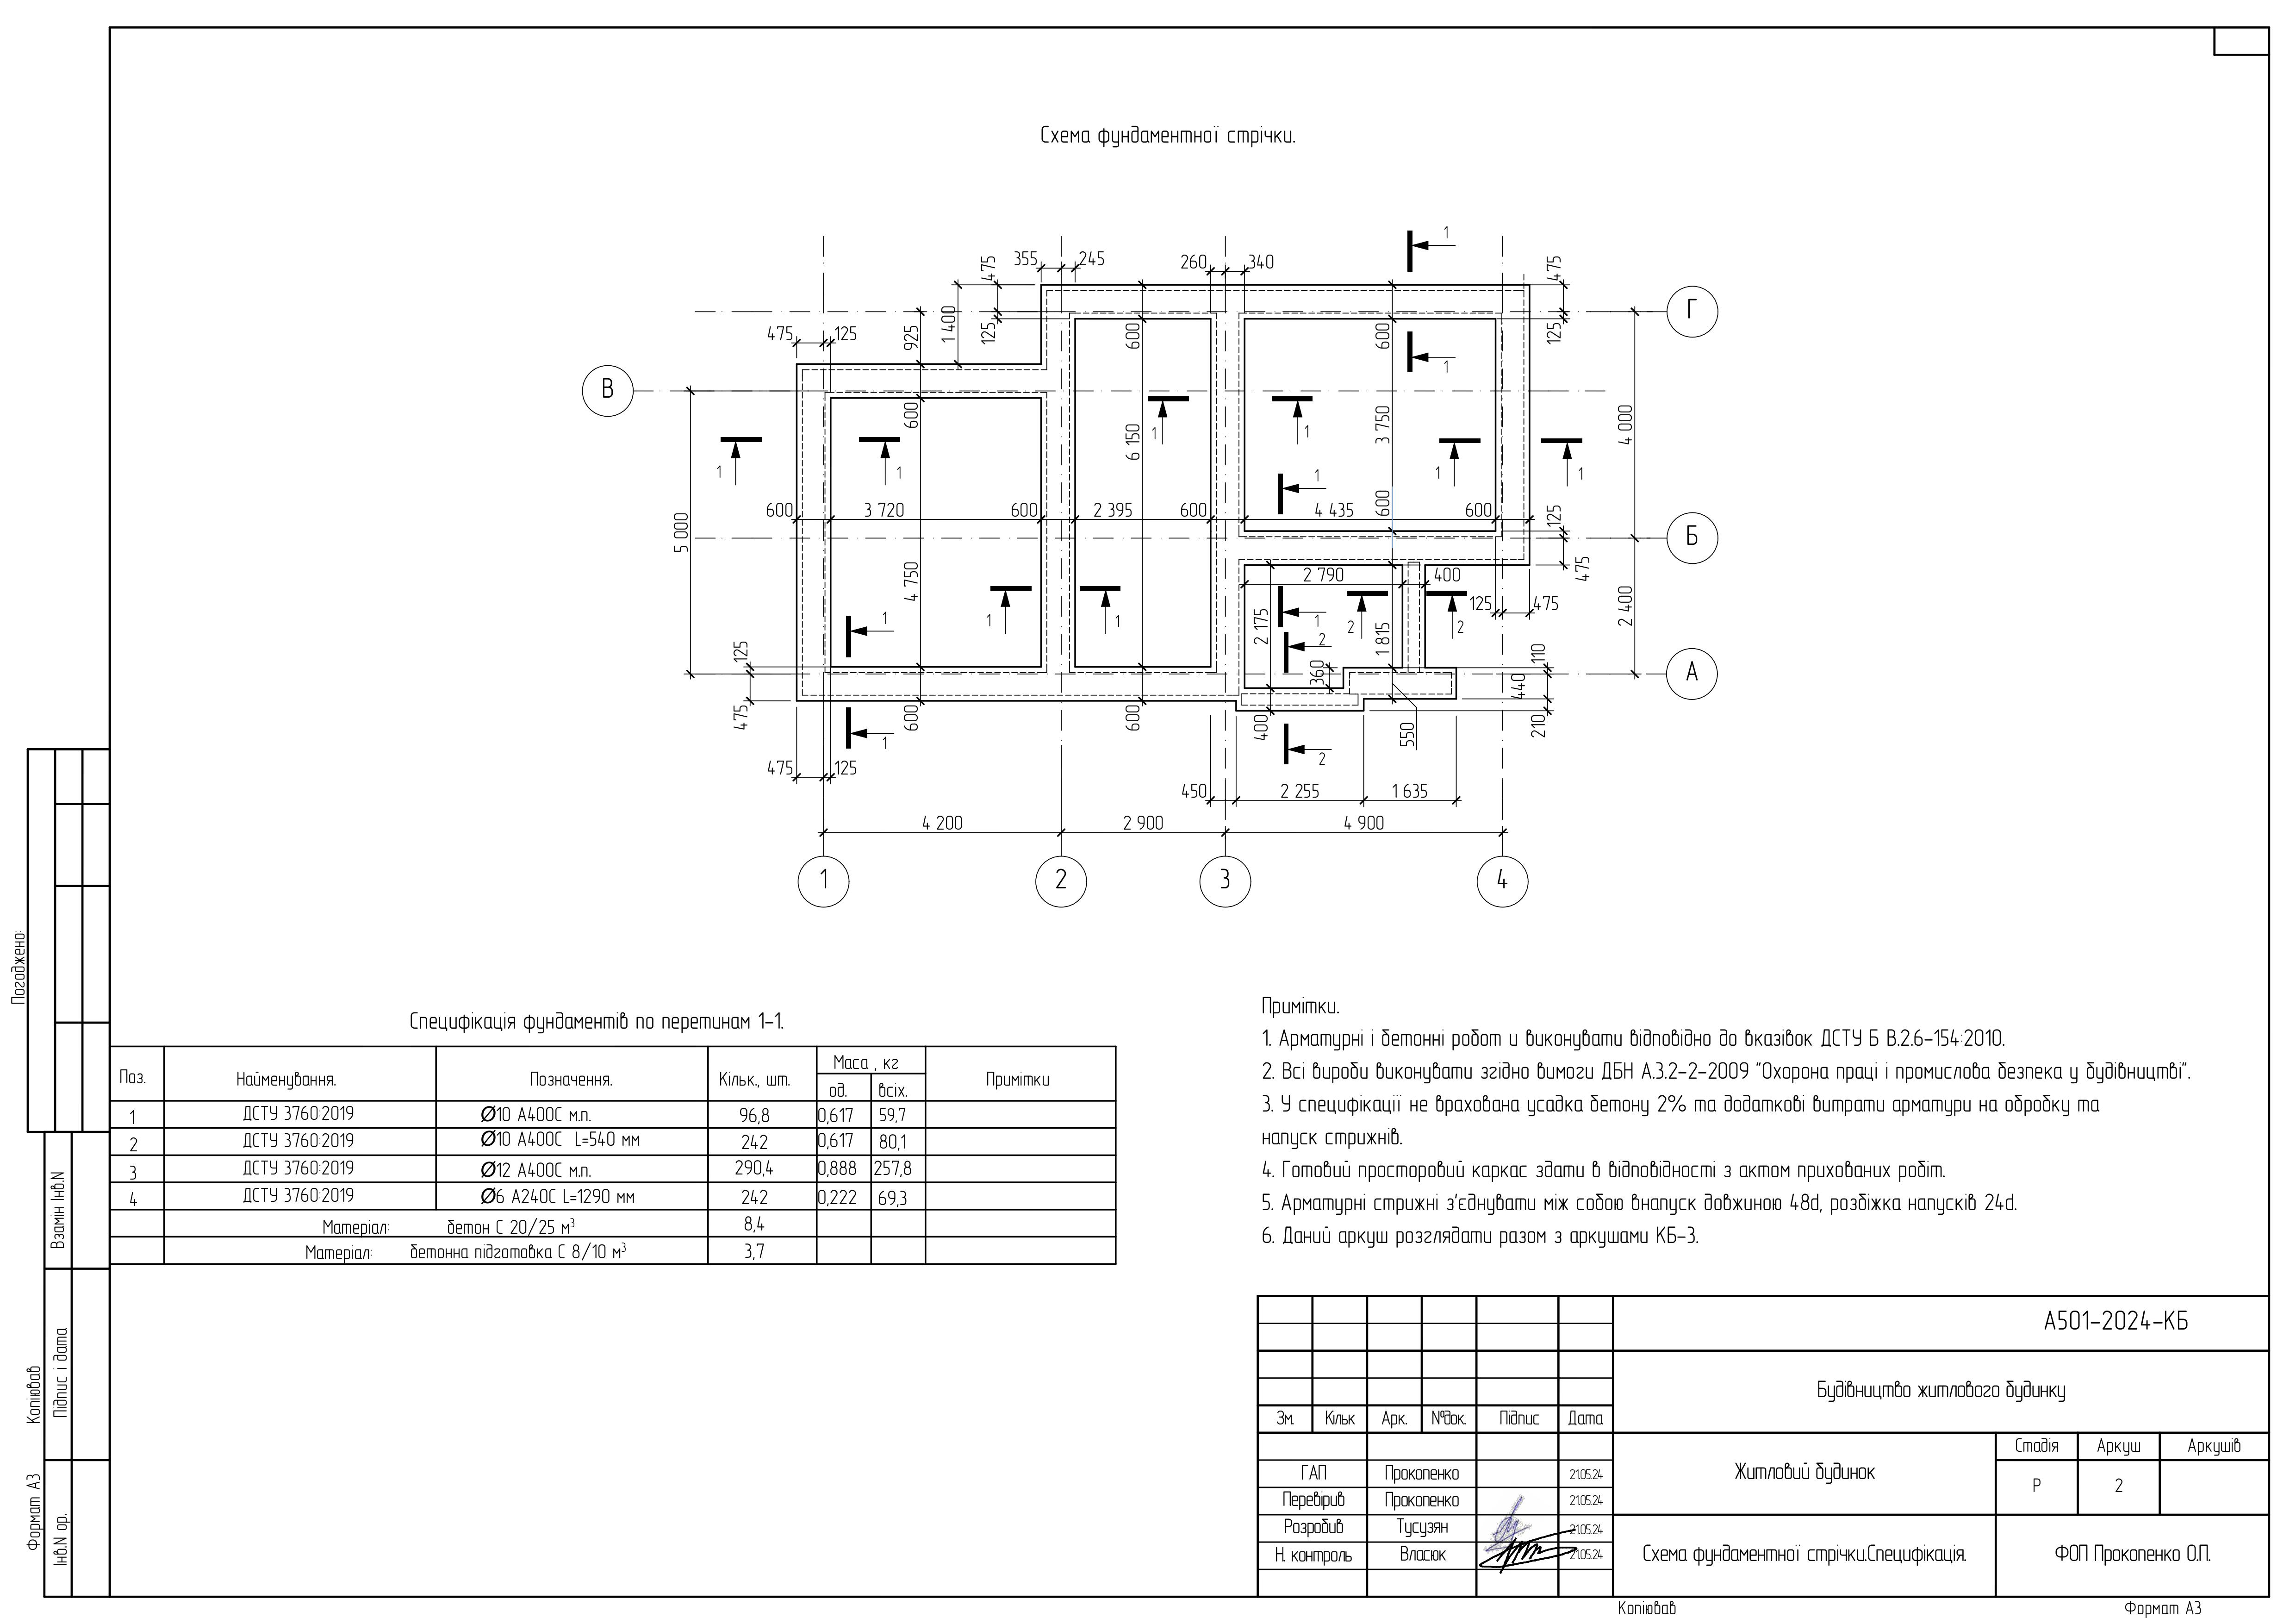 Схема фундаментної стрічки.
355 245 260 340
475 475
1 1
475 125 925 1 400 125 600 600 125
Г
В
1 1 1 1 1 1
600 6 150 3 750 4 000
5 000
600 3 720 600 2 395 600 4 435 600
600 125
1
Б
475
4 750 2 790 400
1 1 1 2 2
2 175 1 815 125 475 2 400
1 2
125 360 110
А
475 600 600 400 550 440 210
1 2
475 125
450 2 255 1 635
4 200 2 900 4 900
1 2 3 4
Специфікація фундаментів по перетинам 1-1.
Поз. Найменування. Позначення. Кільк., шт. Маса , кг Примітки
од. всіх.
1 ДСТУ 3760:2019 Ø10 А400С м.п. 96,8 0,617 59,7
2 ДСТУ 3760:2019 Ø10 А400С L=540 мм 242 0,617 80,1
3 ДСТУ 3760:2019 Ø12 А400С м.п. 290,4 0,888 257,8
4 ДСТУ 3760:2019 Ø6 А240С L=1290 мм 242 0,222 69,3
Матеріал: бетон С 20/25 м³ 8,4
Матеріал: бетонна підготовка С 8/10 м³ 3,7
Примітки.
1. Арматурні і бетонні робот и виконувати відповідно до вказівок ДСТУ Б В.2.6-154:2010.
2. Всі вироби виконувати згідно вимоги ДБН А.3.2-2-2009 "Охорона праці і промислова безпека у будівництві".
3. У специфікації не врахована усадка бетону 2% та додаткові витрати арматури на обробку та
напуск стрижнів.
4. Готовий просторовий каркас здати в відповідності з актом прихованих робіт.
5. Арматурні стрижні з'єднувати між собою внапуск довжиною 48d, розбіжка напусків 24d.
6. Даний аркуш розглядати разом з аркушами КБ-3.
Погоджено:
Взамін Інв.N
Підпис і дата
Інв.N ор.
Копіював
Формат А3
А501-2024-КБ
Будівництво житлового будинку
Зм. Кільк Арк. №док. Підпис Дата
Житловий будинок
Стадія Аркуш Аркушів
Р 2
ГАП Прокопенко 21.05.24
Перевірив Прокопенко 21.05.24
Розробив Тусузян 21.05.24
Н. контроль Власюк 21.05.24
Схема фундаментної стрічки.Специфікація.
ФОП Прокопенко О.П.
Копіював Формат А3